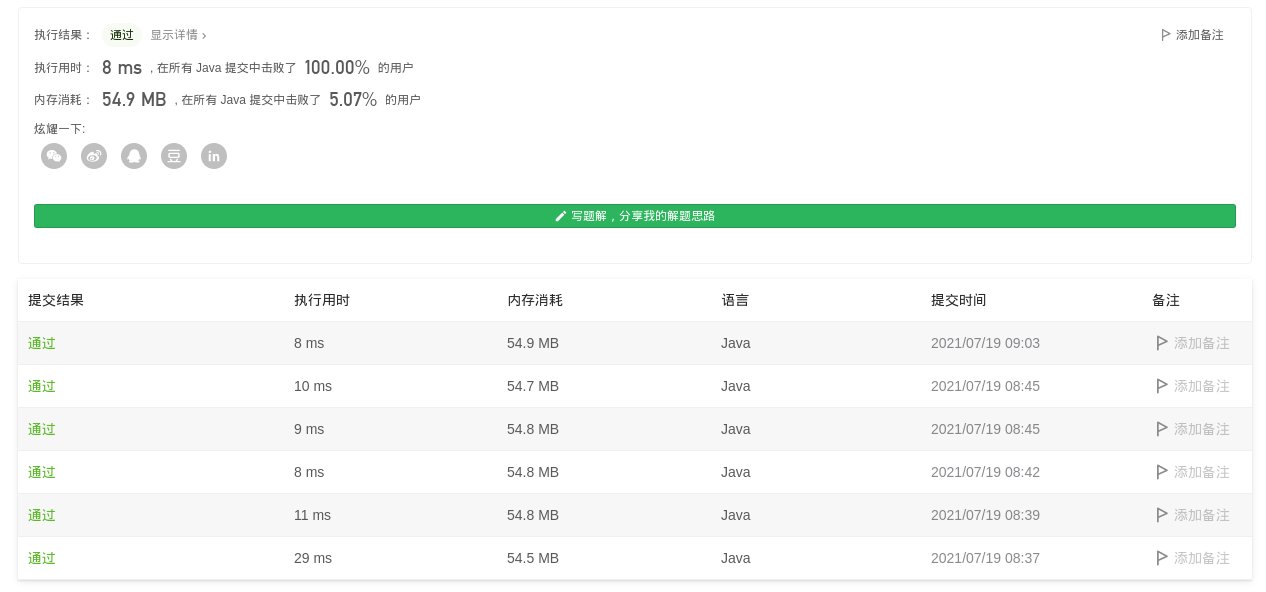 执行结果： 通过 显示详情 › 添加备注
执行用时： 8 ms , 在所有 Java 提交中击败了 100.00% 的用户
内存消耗： 54.9 MB , 在所有 Java 提交中击败了 5.07% 的用户
炫耀一下:
豆 in
写题解，分享我的解题思路
提交结果 执行用时 内存消耗 语言 提交时间 备注
通过 8 ms 54.9 MB Java 2021/07/19 09:03 添加备注
通过 10 ms 54.7 MB Java 2021/07/19 08:45 添加备注
通过 9 ms 54.8 MB Java 2021/07/19 08:45 添加备注
通过 8 ms 54.8 MB Java 2021/07/19 08:42 添加备注
通过 11 ms 54.8 MB Java 2021/07/19 08:39 添加备注
通过 29 ms 54.5 MB Java 2021/07/19 08:37 添加备注